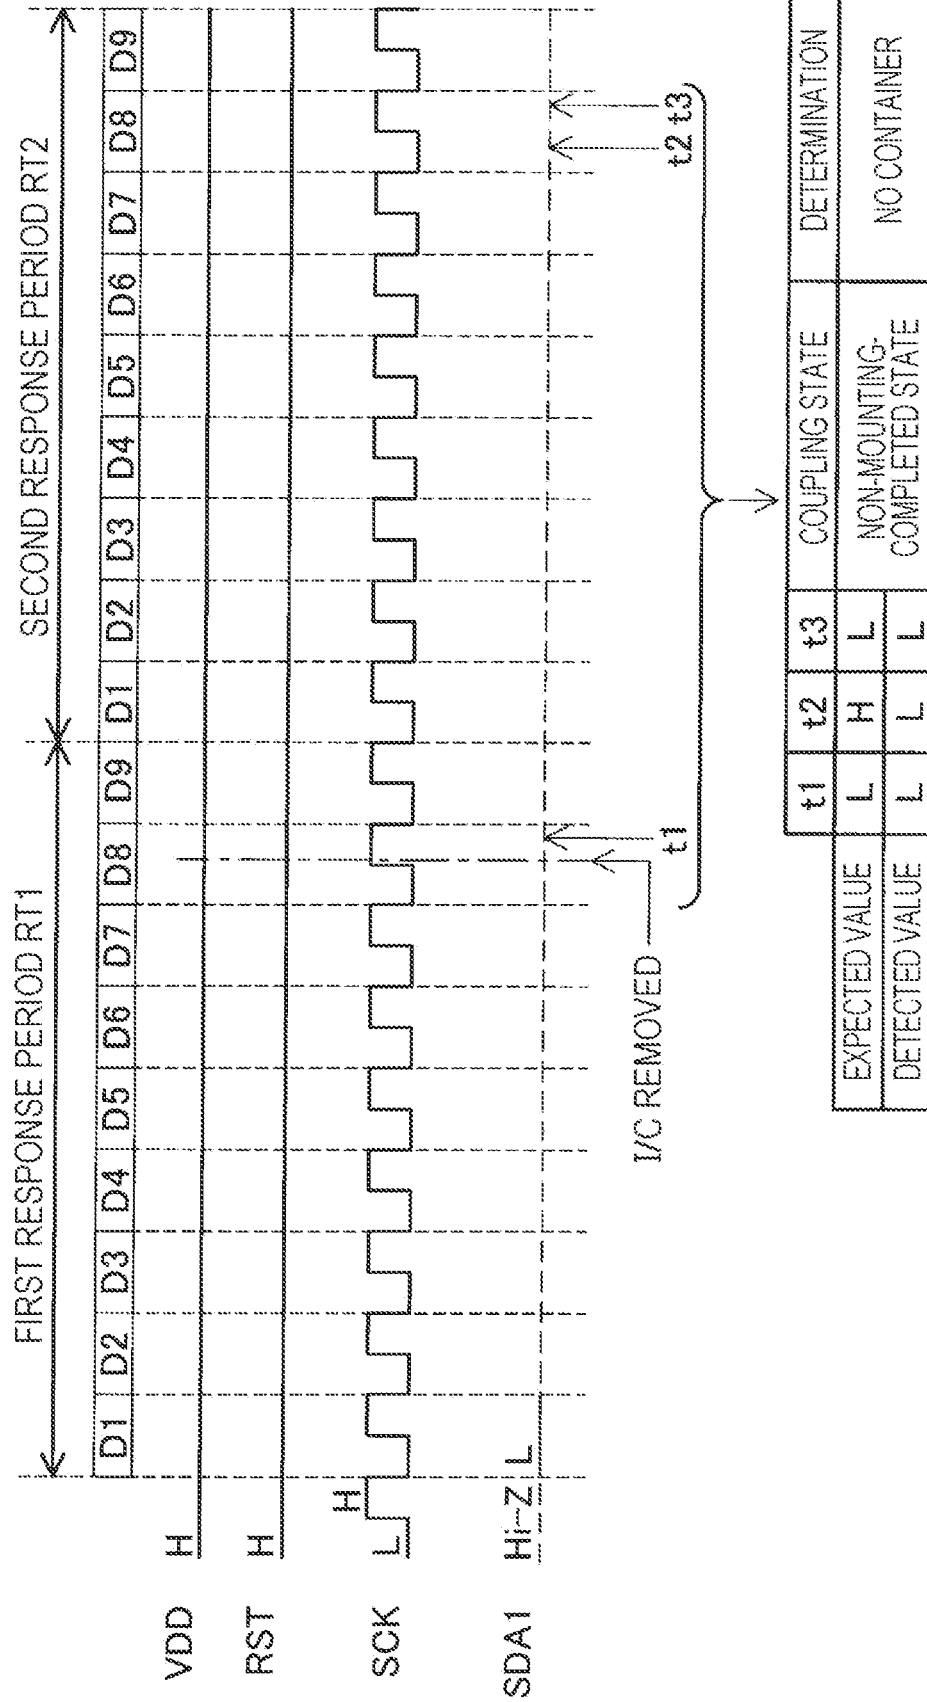 FIRST RESPONSE PERIOD RT1
SECOND RESPONSE PERIOD RT2
D1 D2 D3 D4 D5 D6 D7 D8 D9 D1 D2 D3 D4 D5 D6 D7 D8 D9
VDD H
RST H
SCK L H
SDA1 Hi-Z L
I/C REMOVED
t1
t2 t3
t1 t2 t3 COUPLING STATE DETERMINATION
EXPECTED VALUE L H L
DETECTED VALUE L L L
NON-MOUNTING-
COMPLETED STATE
NO CONTAINER